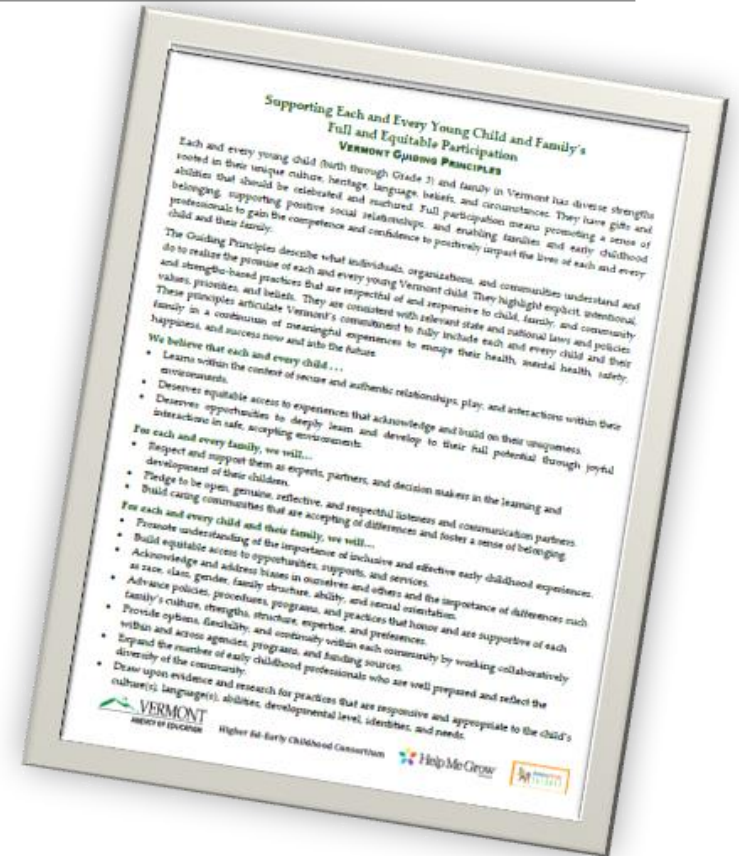 Supporting Each and Every Young Child and Family's
Full and Equitable Participation
VERMONT GUIDING PRINCIPLES
Each and every young child (birth through Grade 3) and family in Vermont has diverse strengths
rooted in their unique culture, heritage, language, beliefs, and circumstances. They have gifts and
abilities that should be celebrated and nurtured. Full participation means promoting a sense of
belonging, supporting positive social relationships, and enabling families and early childhood
professionals to gain the competence and confidence to positively impact the lives of each and every
child and their family.
The Guiding Principles describe what individuals, organizations, and communities understand and
do to realize the promise of each and every young Vermont child. They highlight explicit, intentional,
and strengths-based practices that are respectful of and responsive to child, family, and community
values, priorities, and beliefs. They are consistent with relevant state and national laws and policies.
These principles articulate Vermont's commitment to fully include each and every child and their
family in a continuum of meaningful experiences to ensure their health, mental health, safety,
happiness, and success now and into the future.
We believe that each and every child . . .
• Learns within the context of secure and authentic relationships, play, and interactions within their
environments.
• Deserves equitable access to experiences that acknowledge and build on their uniqueness.
• Deserves opportunities to deeply learn and develop to their full potential through joyful
interactions in safe, accepting environments.
For each and every family, we will...
• Respect and support them as experts, partners, and decision makers in the learning and
development of their children.
• Pledge to be open, genuine, reflective, and respectful listeners and communication partners.
• Build caring communities that are accepting of differences and foster a sense of belonging.
For each and every child and their family, we will....
• Promote understanding of the importance of inclusive and effective early childhood experiences.
• Build equitable access to opportunities, supports, and services.
• Acknowledge and address biases in ourselves and others and the importance of differences such
as race, class, gender, family structure, ability, and sexual orientation.
• Advance policies, procedures, programs, and practices that honor and are supportive of each
family's culture, strengths, structure, expertise, and preferences.
• Provide options, flexibility, and continuity within each community by working collaboratively
within and across agencies, programs, and funding sources.
• Expand the number of early childhood professionals who are well prepared and reflect the
diversity of the community.
• Draw upon evidence and research for practices that are responsive and appropriate to the child's
culture(s), language(s), abilities, developmental level, identities, and needs.
VERMONT
AGENCY OF EDUCATION
Higher Ed-Early Childhood Consortium
Help Me Grow